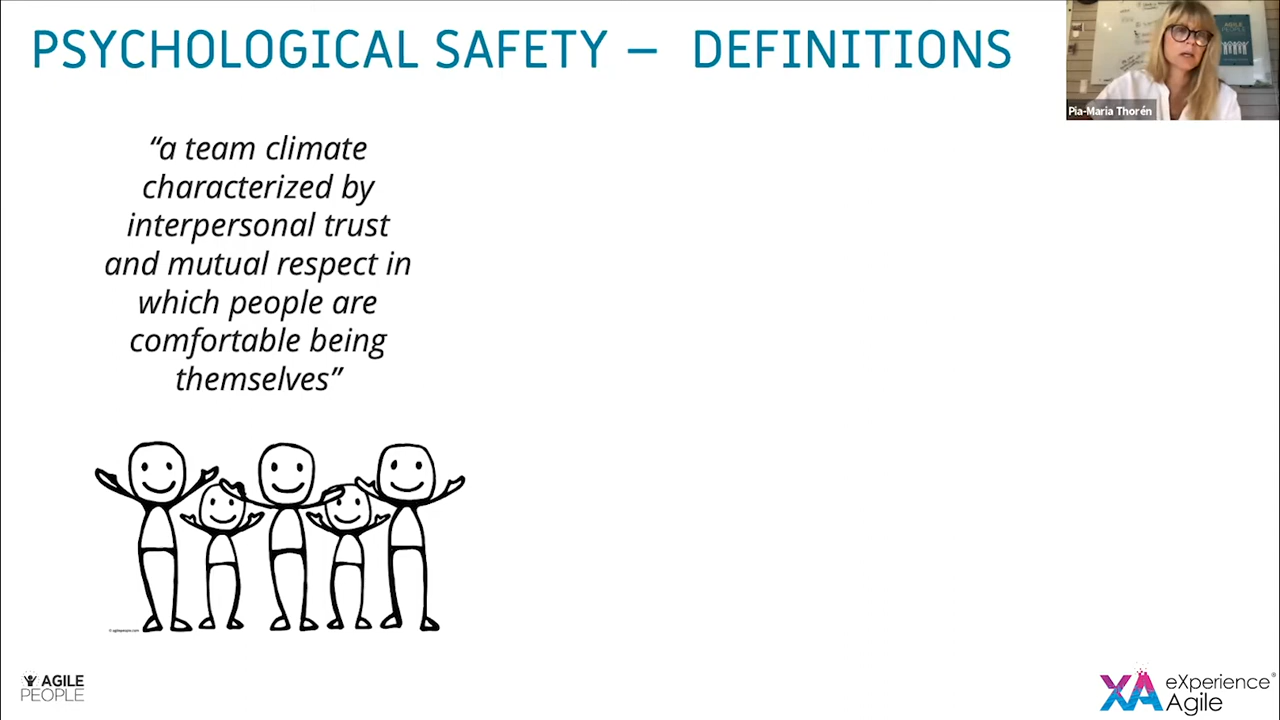 PSYCHOLOGICAL SAFETY – DEFINITIONS
“a team climate
characterized by
interpersonal trust
and mutual respect in
which people are
comfortable being
themselves”
Pia-Maria Thorén
AGILE
PEOPLE
eXperience®
Agile